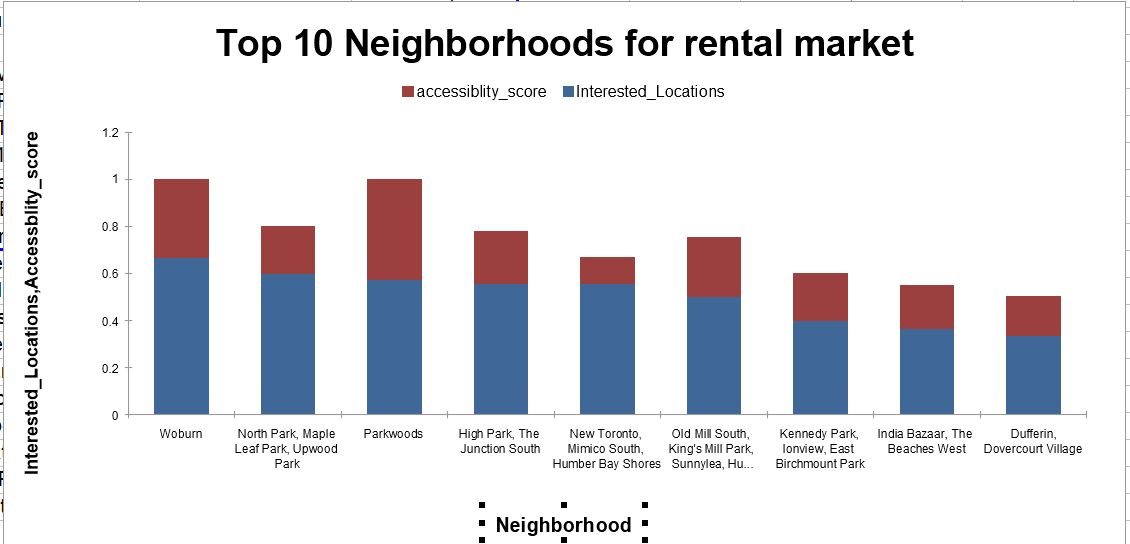 Top 10 Neighborhoods for rental market
accessiblity_score Interested_Locations
Interested_Locations,Accessblity_score
1.2
1
0.8
0.6
0.4
0.2
0
Woburn
North Park, Maple
Leaf Park, Upwood
Park
Parkwoods
High Park, The
Junction South
New Toronto,
Mimico South,
Humber Bay Shores
Old Mill South,
King's Mill Park,
Sunnylea, Hu...
Kennedy Park,
Ionview, East
Birchmount Park
India Bazaar, The
Beaches West
Dufferin,
Dovercourt Village
Neighborhood